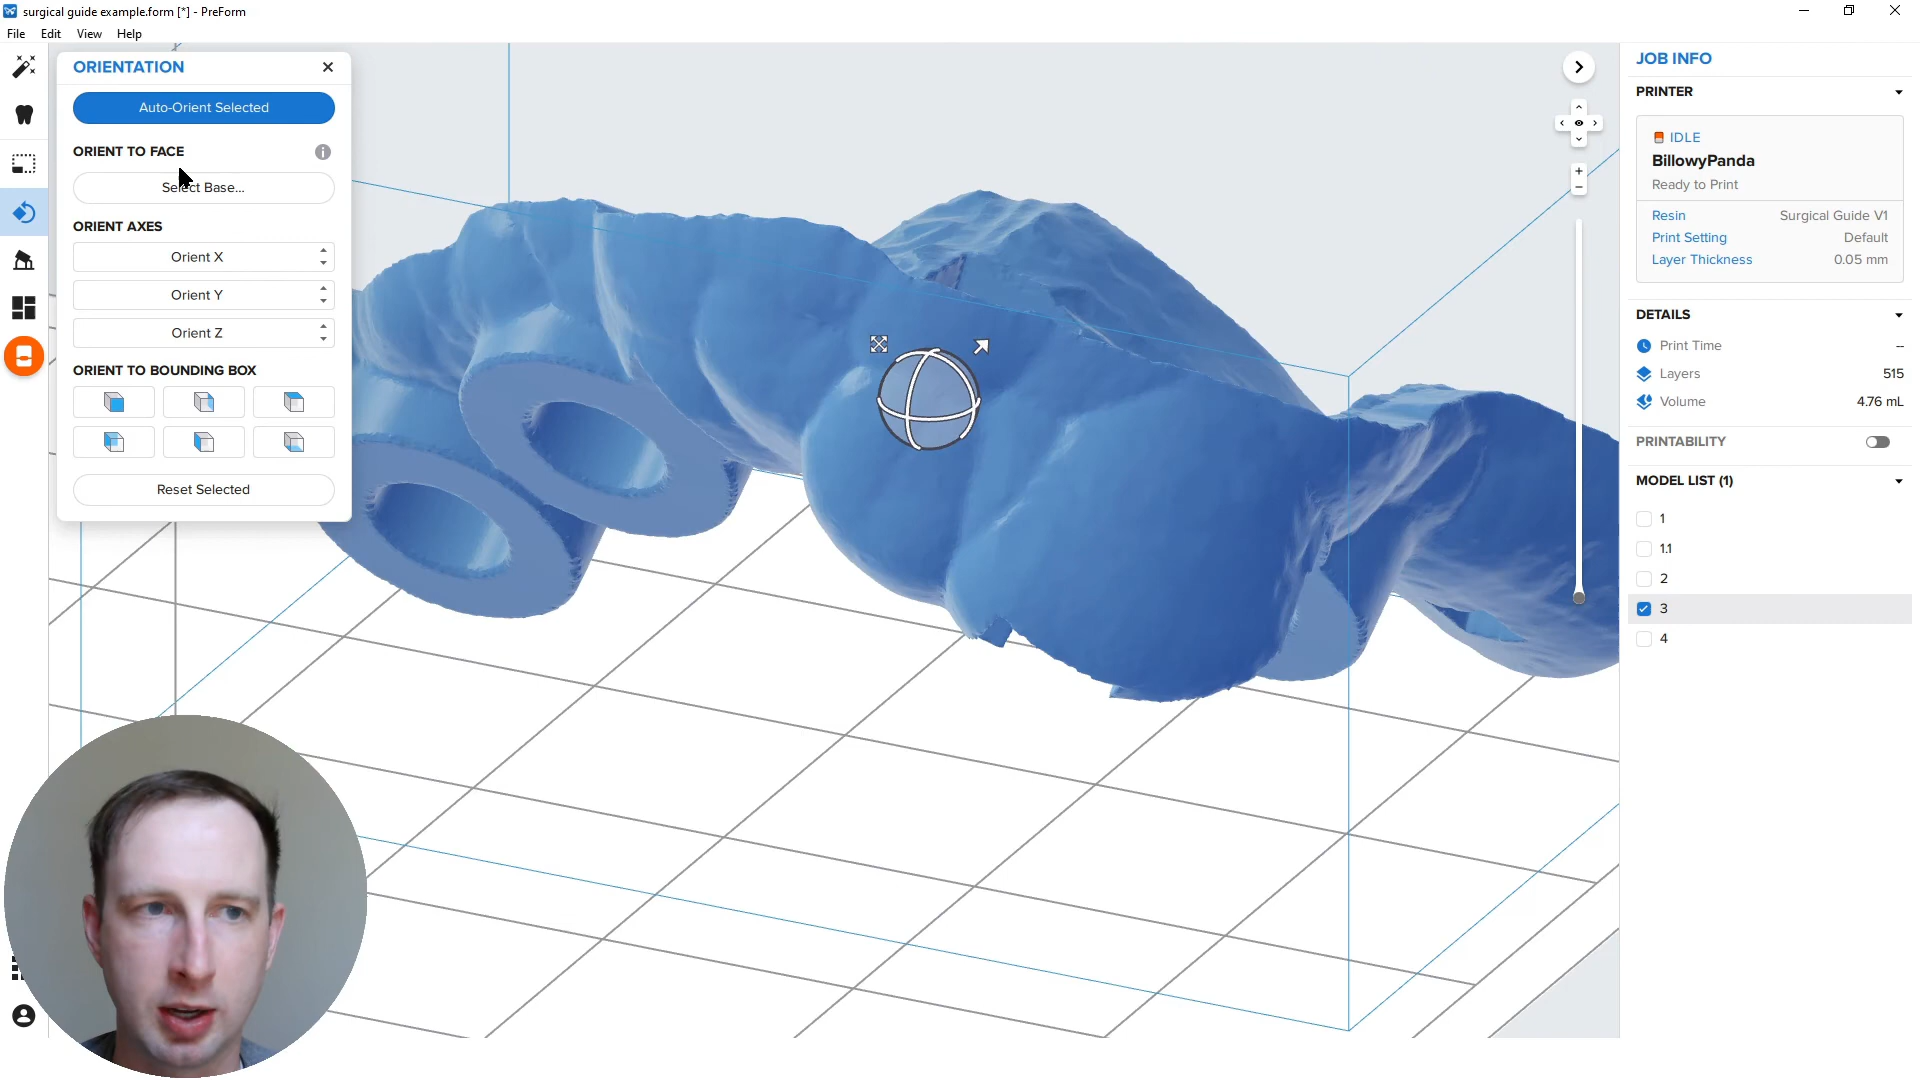 surgical guide example.form [*] - PreForm
File Edit View Help
ORIENTATION
Auto-Orient Selected
ORIENT TO FACE
Select Base...
ORIENT AXES
Orient X
Orient Y
Orient Z
ORIENT TO BOUNDING BOX
Reset Selected
JOB INFO
PRINTER
IDLE
BillowyPanda
Ready to Print
Resin Surgical Guide V1
Print Setting Default
Layer Thickness 0.05 mm
DETAILS
Print Time --
Layers 515
Volume 4.76 mL
PRINTABILITY
MODEL LIST (1)
1
1.1
2
3
4